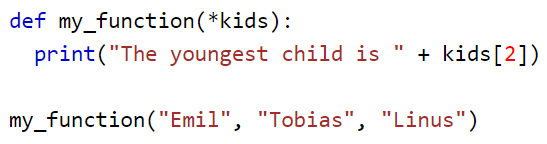 def my_function(*kids):
  print("The youngest child is " + kids[2])
my_function("Emil", "Tobias", "Linus")